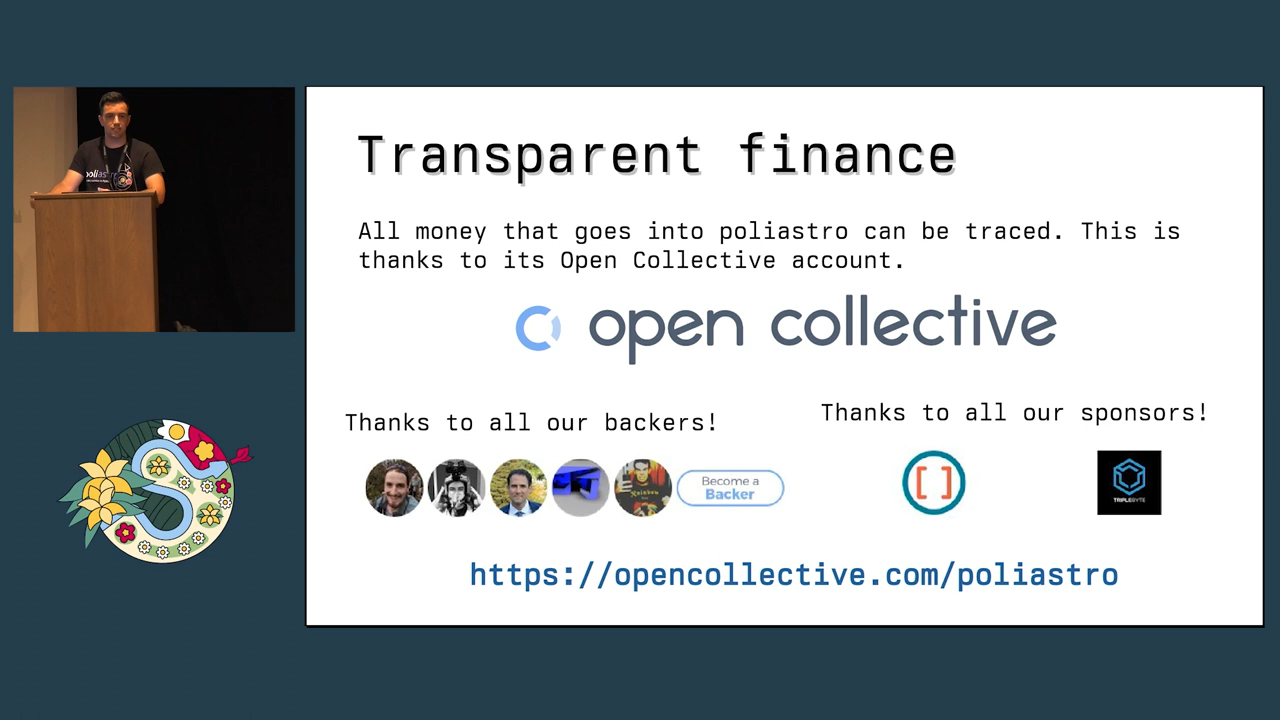 Transparent finance
All money that goes into poliastro can be traced. This is
thanks to its Open Collective account.
open collective
Thanks to all our backers!
Thanks to all our sponsors!
Become a
Backer
TRIPLEBYTE
https://opencollective.com/poliastro
poliastro